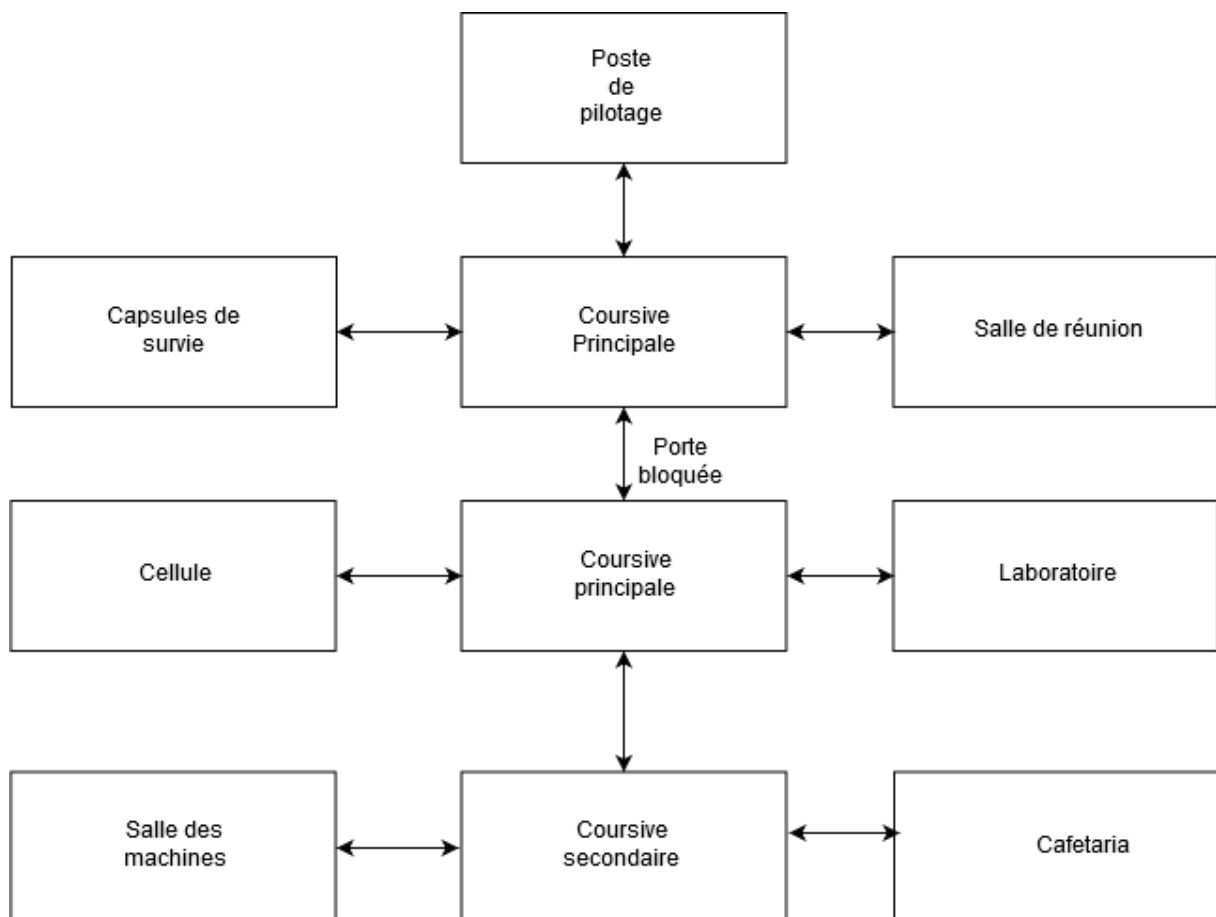 Poste
de
pilotage
Capsules de
survie
Coursive
Principale
Salle de réunion
Porte
bloquée
Cellule
Coursive
principale
Laboratoire
Salle des
machines
Coursive
secondaire
Cafetaria